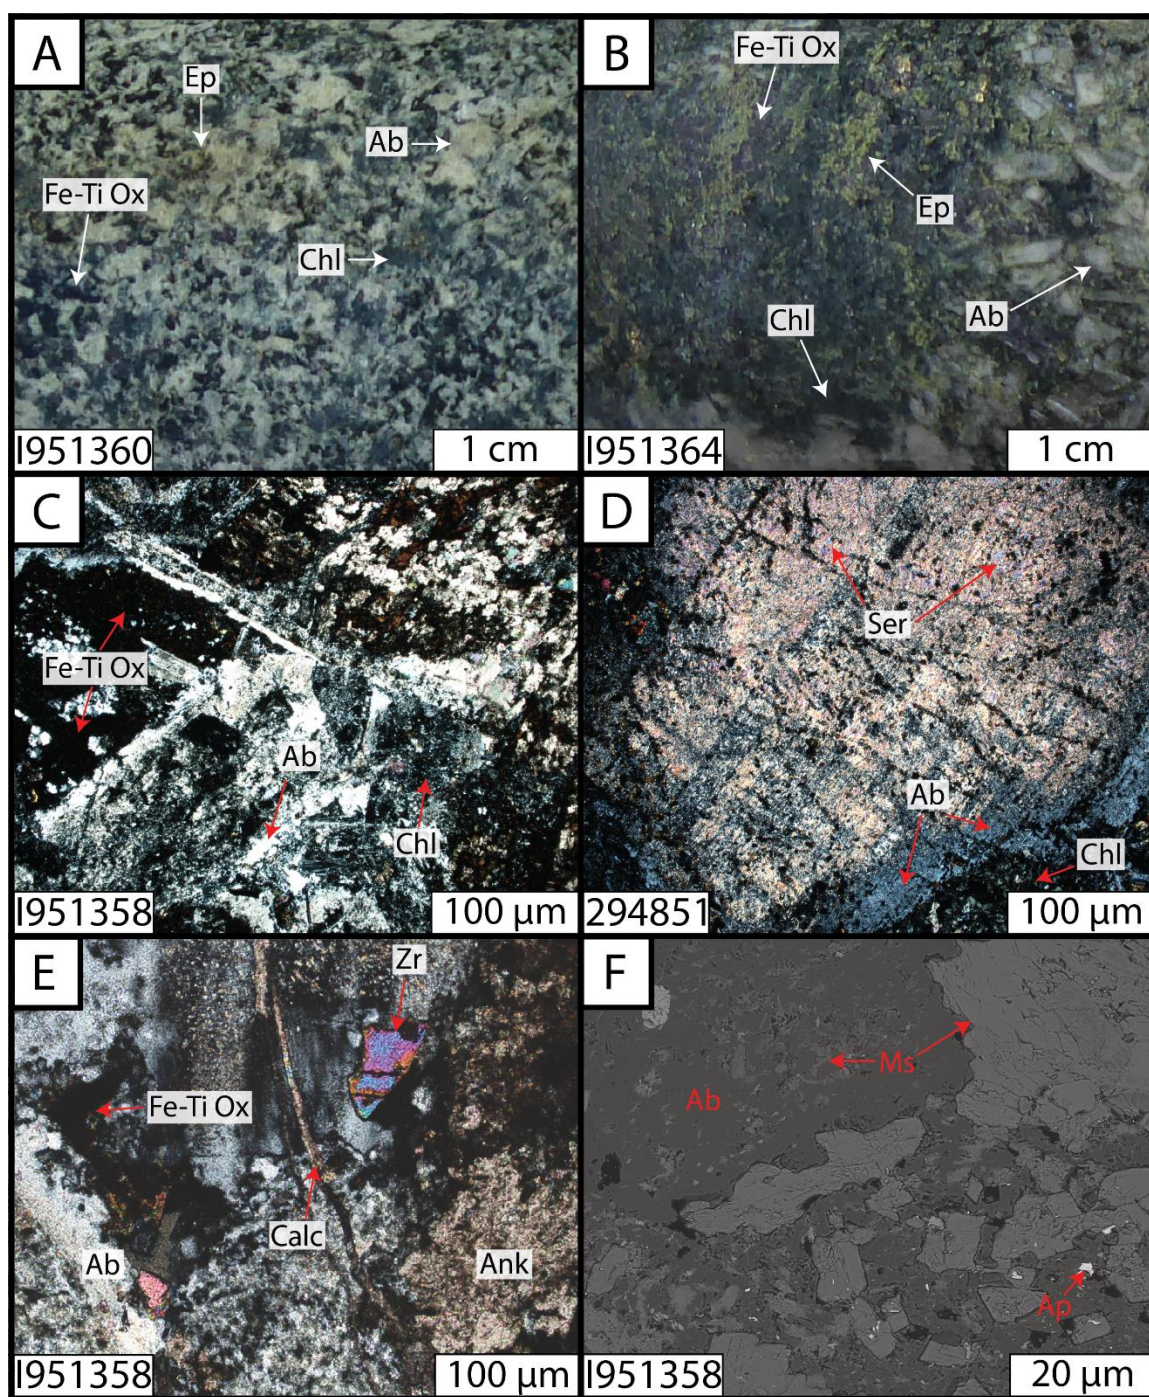 A
Ep
Ab
Fe-Ti Ox
Chl
I951360
1 cm
B
Fe-Ti Ox
Ep
Chl
Ab
I951364
1 cm
C
Fe-Ti Ox
Ab
Chl
I951358
100 µm
D
Ser
Ab
Chl
294851
100 µm
E
Zr
Fe-Ti Ox
Calc
Ab
Ank
I951358
100 µm
F
Ms
Ab
Ap
I951358
20 µm